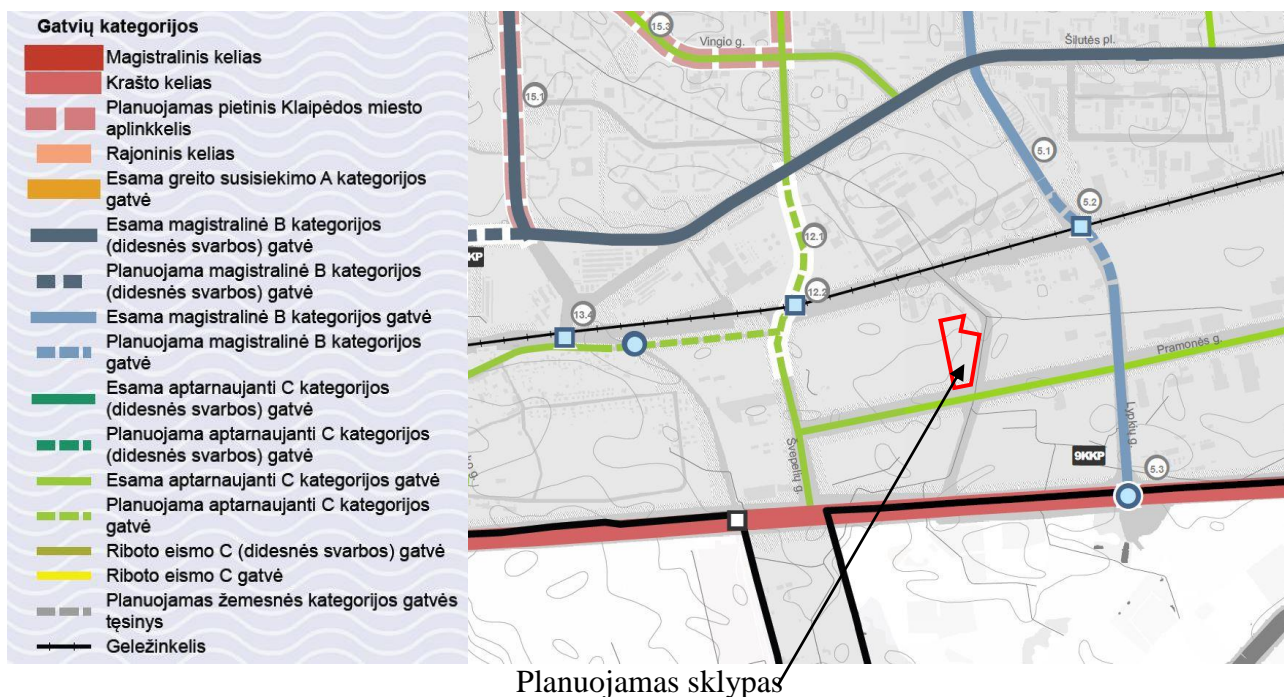 Gatvių kategorijos
Magistralinis kelias
Krašto kelias
Planuojamas pietinis Klaipėdos miesto
aplinkkelis
Rajoninis kelias
Esama greito susisiekimo A kategorijos
gatvė
Esama magistralinė B kategorijos
(didesnės svarbos) gatvė
Planuojama magistralinė B kategorijos
(didesnės svarbos) gatvė
Esama magistralinė B kategorijos gatvė
Planuojama magistralinė B kategorijos
gatvė
Esama aptarnaujanti C kategorijos
(didesnės svarbos) gatvė
Planuojama aptarnaujanti C kategorijos
(didesnės svarbos) gatvė
Esama aptarnaujanti C kategorijos gatvė
Planuojama aptarnaujanti C kategorijos
gatvė
Riboto eismo C (didesnės svarbos) gatvė
Riboto eismo C gatvė
Planuojamas žemesnės kategorijos gatvės
tęsinys
Geležinkelis
15.3
Vingio g.
Šilutės pl.
15.1
5.1
5.2
12.1
KP
12.2
13.4
Pramonės g.
Švepelių g.
Lypkių g.
9KKP
5.3
Planuojamas sklypas